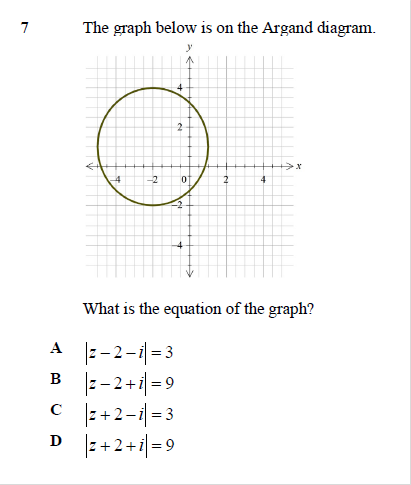 7 The graph below is on the Argand diagram.
y
4
2
-4 -2 0 2 4 x
-2
-4
What is the equation of the graph?
A |z – 2 – i| = 3
B |z – 2 + i| = 9
C |z + 2 – i| = 3
D |z + 2 + i| = 9